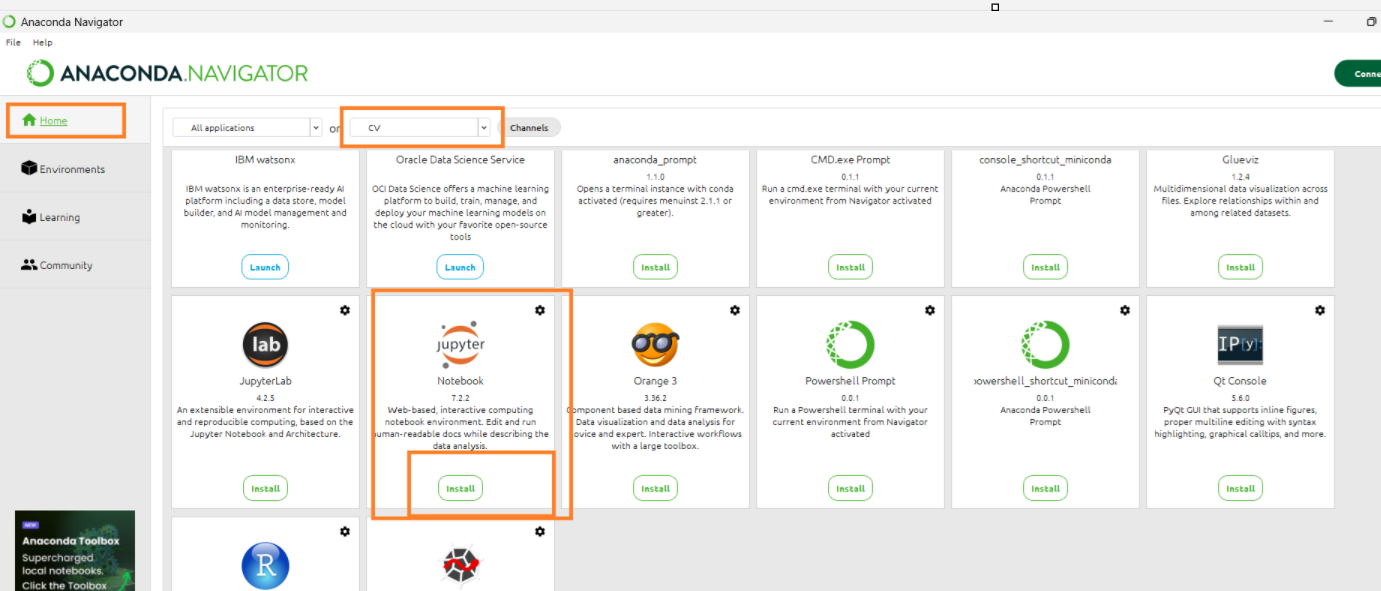 Anaconda Navigator
File Help
ANACONDA.NAVIGATOR
Conne
Home
Environments
Learning
Community
All applications
on
CV
Channels
IBM watsonx
IBM watsonx is an enterprise-ready AI
platform including a data store, model
builder, and AI model management and
monitoring.
Launch
Oracle Data Science Service
OCI Data Science offers a machine learning
platform to build, train, manage, and
deploy your machine learning models on
the cloud with your favorite open-source
tools
Launch
anaconda_prompt
1.1.0
Opens a terminal instance with conda
activated (requires menuinst 2.1.1 or
greater).
Install
CMD.exe Prompt
0.1.1
Run a cmd.exe terminal with your current
environment from Navigator activated
Install
console_shortcut_miniconda
0.1.1
Anaconda Powershell
Prompt
Install
Glueviz
1.2.4
Multidimensional data visualization across
files. Explore relationships within and
among related datasets.
Install
lab
JupyterLab
4.2.5
An extensible environment for interactive
and reproducible computing, based on the
Jupyter Notebook and Architecture.
Install
jupyter
Notebook
7.2.2
Web-based, interactive computing
notebook environment. Edit and run
human-readable docs while describing the
data analysis.
Install
Orange 3
3.36.2
Component based data mining framework.
Data visualization and data analysis for
novice and expert. Interactive workflows
with a large toolbox.
Install
Powershell Prompt
0.0.1
Run a Powershell terminal with your
current environment from Navigator
activated
Install
powershell_shortcut_miniconda
0.0.1
Anaconda Powershell
Prompt
Install
IP[y]:
Qt Console
5.6.0
PyQt GUI that supports inline figures,
proper multiline editing with syntax
highlighting, graphical calltips, and more.
Install
R
NEW
Anaconda Toolbox
Supercharged
local notebooks.
Click the Toolbox